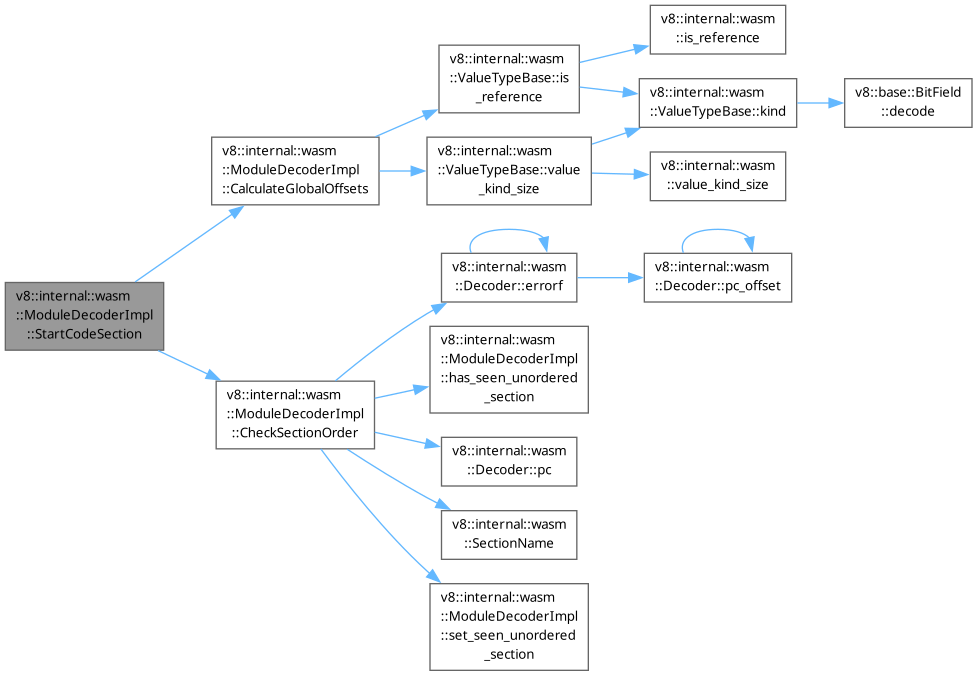 v8::internal::wasm
::is_reference
v8::internal::wasm
::ValueTypeBase::is
_reference
v8::internal::wasm
::ValueTypeBase::kind
v8::base::BitField
::decode
v8::internal::wasm
::ModuleDecoderImpl
::CalculateGlobalOffsets
v8::internal::wasm
::ValueTypeBase::value
_kind_size
v8::internal::wasm
::value_kind_size
v8::internal::wasm
::Decoder::errorf
v8::internal::wasm
::Decoder::pc_offset
v8::internal::wasm
::ModuleDecoderImpl
::StartCodeSection
v8::internal::wasm
::ModuleDecoderImpl
::has_seen_unordered
_section
v8::internal::wasm
::ModuleDecoderImpl
::CheckSectionOrder
v8::internal::wasm
::Decoder::pc
v8::internal::wasm
::SectionName
v8::internal::wasm
::ModuleDecoderImpl
::set_seen_unordered
_section